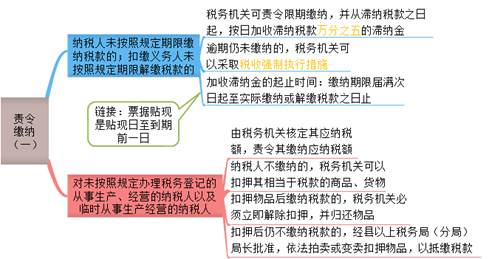 责令
缴纳
（一）
纳税人未按照规定期限缴
纳税款的；扣缴义务人未
按照规定期限解缴税款的
税务机关可责令限期缴纳，并从滞纳税款之日
起，按日加收滞纳税款万分之五的滞纳金
逾期仍未缴纳的，税务机关可
以采取税收强制执行措施
加收滞纳金的起止时间：缴纳期限届满次
日起至实际缴纳或解缴税款之日止
链接：票据贴现
是贴现日至到期
前一日
对未按照规定办理税务登记的
从事生产、经营的纳税人以及
临时从事生产经营的纳税人
由税务机关核定其应纳税
额，责令其缴纳应纳税额
纳税人不缴纳的，税务机关可以
扣押其相当于税款的商品、货物
扣押物品后缴纳税款的，税务机关必
须立即解除扣押，并归还物品
扣押后仍不缴纳税款的，经县以上税务局（分局）
局长批准，依法拍卖或变卖扣押物品，以抵缴税款